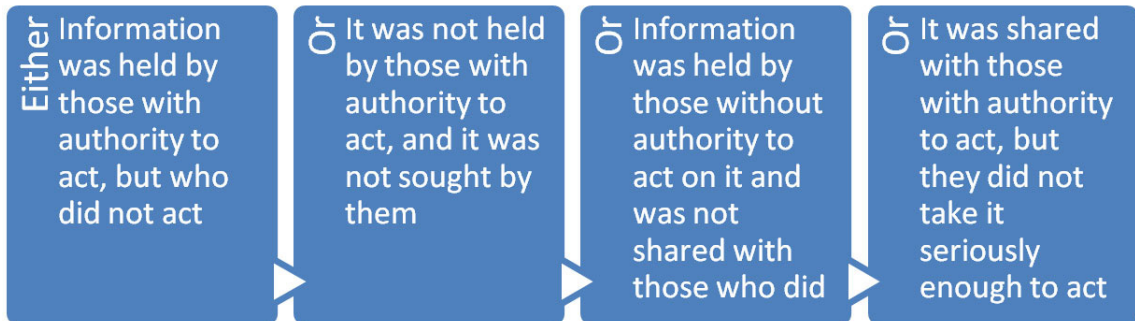 Either
Information
was held by
those with
authority to
act, but who
did not act
Or
It was not held
by those with
authority to
act, and it was
not sought by
them
Or
Information
was held by
those without
authority to
act on it and
was not
shared with
those who did
Or
It was shared
with those
with authority
to act, but
they did not
take it
seriously
enough to act